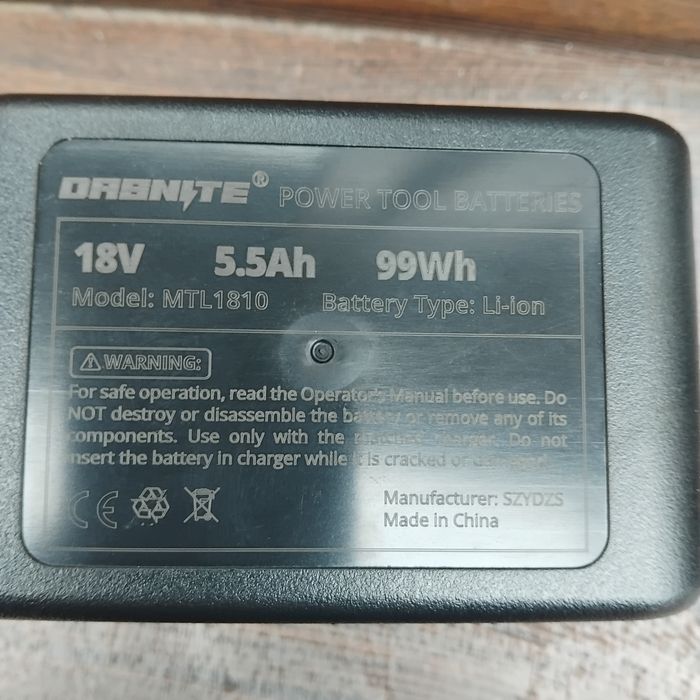 DASNITE® POWER TOOL BATTERIES
18V 5.5Ah 99Wh
Model: MTL1810 Battery Type: Li-ion
WARNING:
For safe operation, read the Operator's Manual before use. Do
NOT destroy or disassemble the battery or remove any of its
components. Use only with the charger. Do not
insert the battery in charger while it is cracked or damaged.
CE
Manufacturer: SZYDZS
Made in China